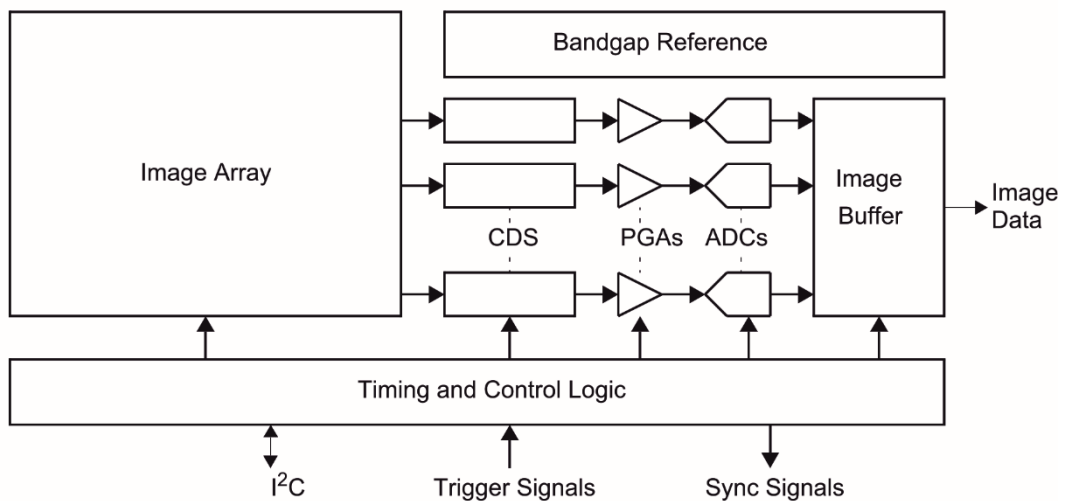 Bandgap Reference
Image Array
Image
Buffer
Image
Data
CDS
PGAs
ADCs
Timing and Control Logic
I²C
Trigger Signals
Sync Signals